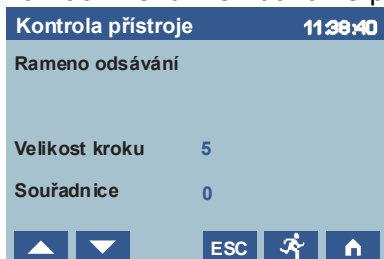 Kontrola přístroje 11:38:40
Rameno odsávání
Velikost kroku 5
Souřadnice 0
ESC